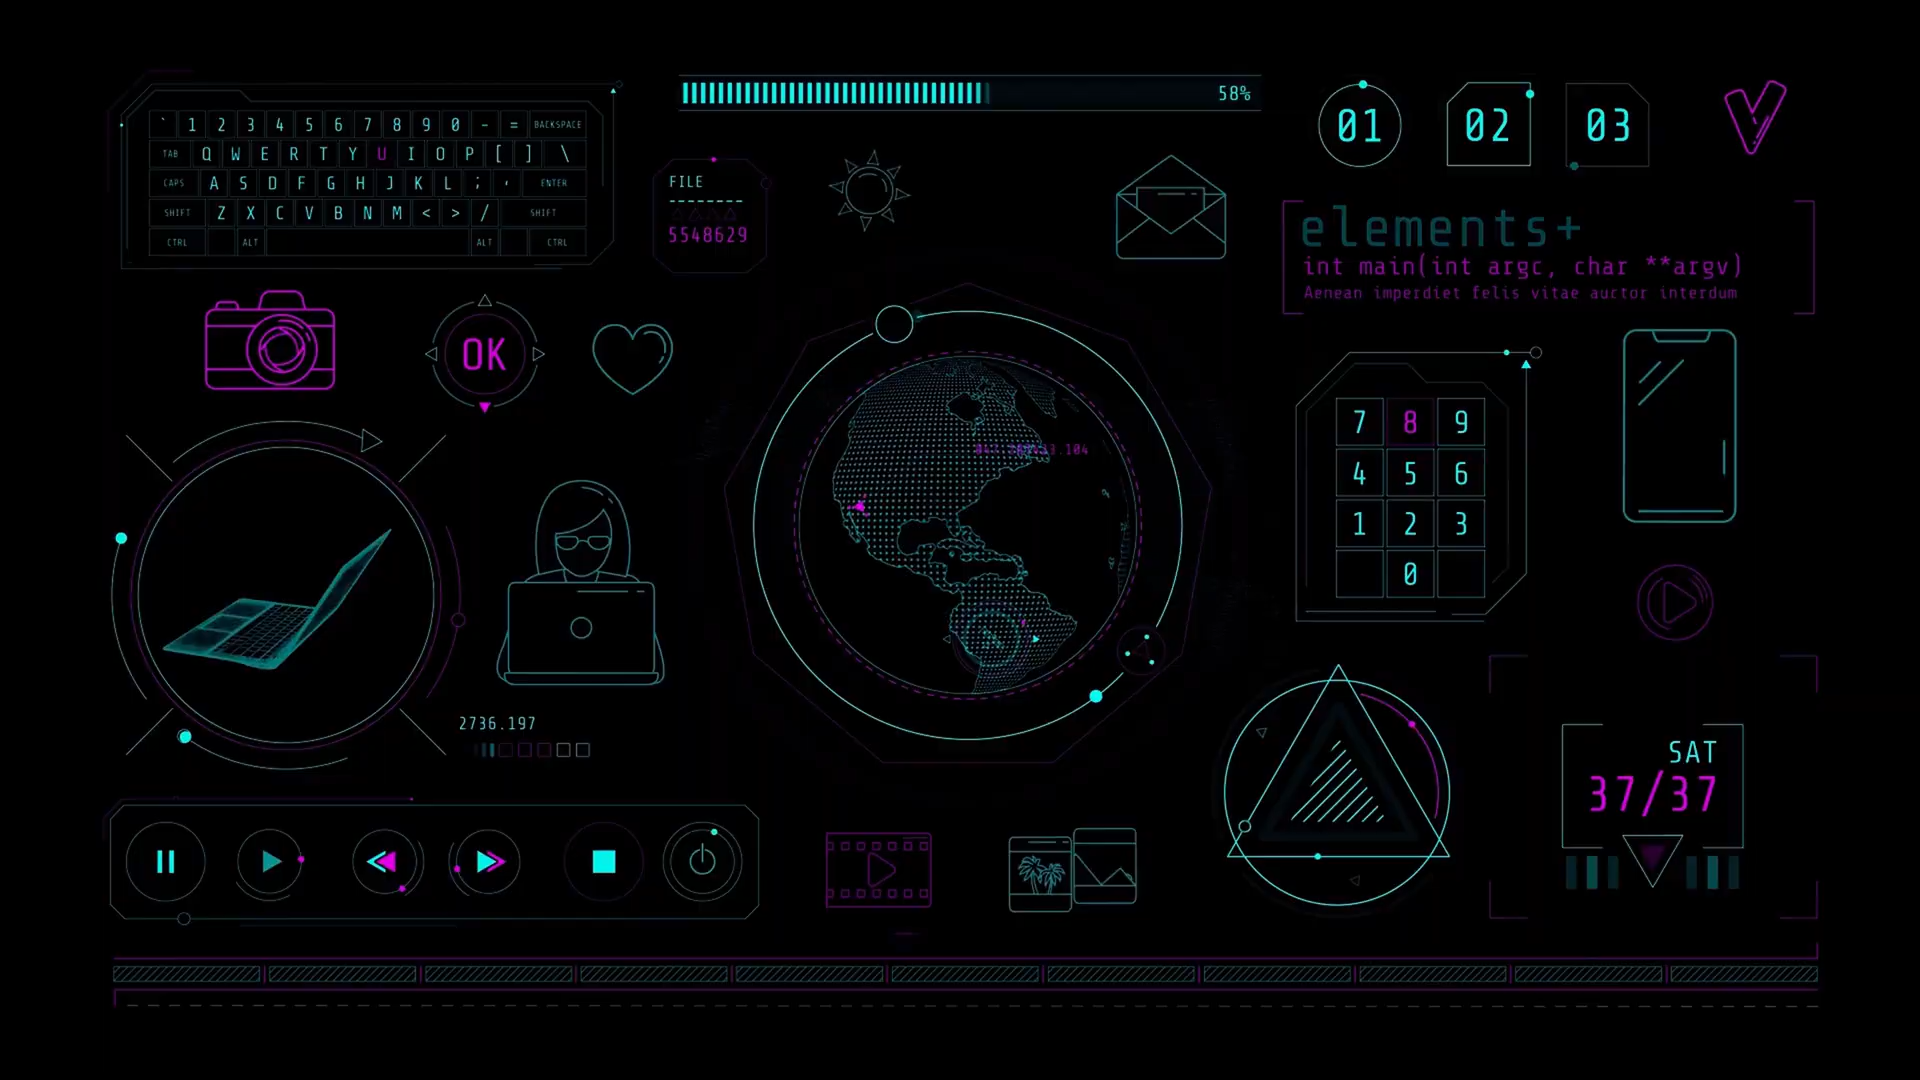 58%
01 02 03
` 1 2 3 4 5 6 7 8 9 0 - = BACKSPACE
TAB Q W E R T Y U I O P [ ] \
CAPS A S D F G H J K L ; ' ENTER
SHIFT Z X C V B N M < > / SHIFT
CTRL ALT ALT CTRL
FILE
5548629
elements+
int main(int argc, char **argv)
Aenean imperdiet felis vitae auctor interdum
OK
7 8 9
4 5 6
1 2 3
0
2736.197
SAT
37/37